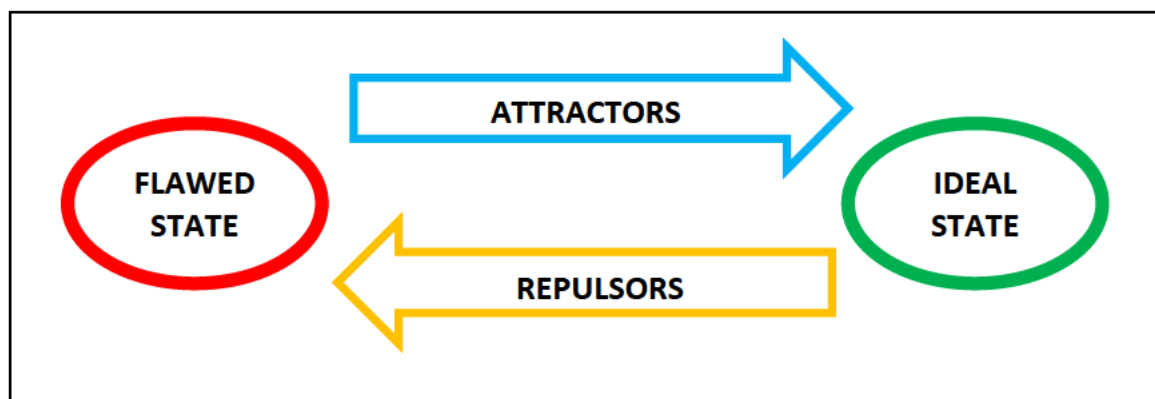 ATTRACTORS
FLAWED
STATE
IDEAL
STATE
REPULSORS